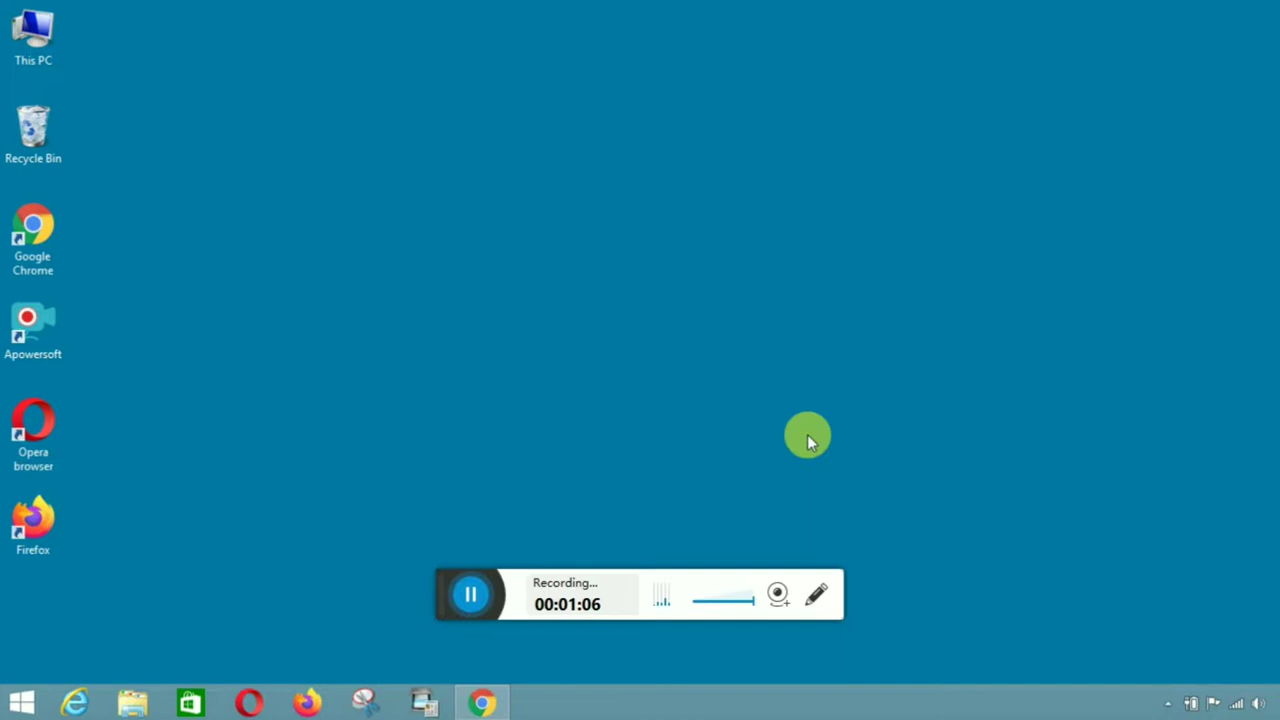 This PC
Recycle Bin
Google
Chrome
Apowersoft
Opera
browser
Firefox
Recording...
00:01:06